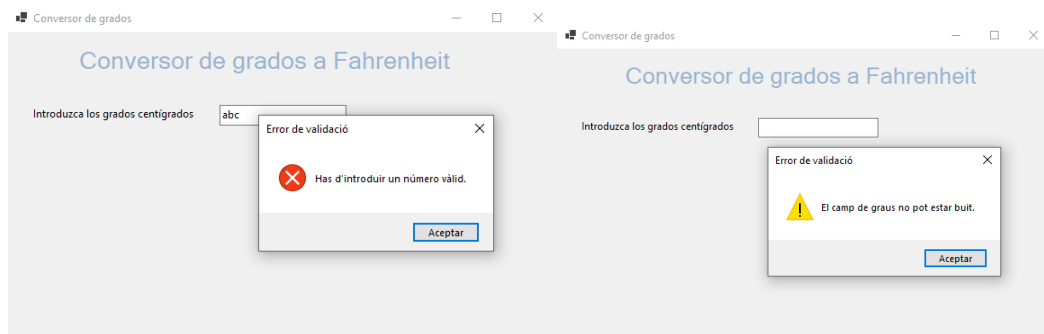 Conversor de grados
Conversor de grados a Fahrenheit
Introduzca los grados centígrados
abc
Error de validació
Has d'introduir un número vàlid.
Aceptar
Conversor de grados
Conversor de grados a Fahrenheit
Introduzca los grados centígrados
Error de validació
El camp de graus no pot estar buit.
Aceptar